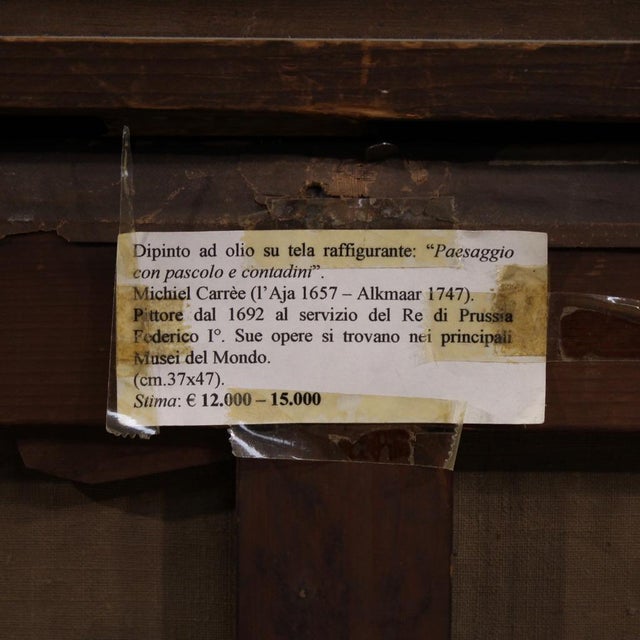 Dipinto ad olio su tela raffigurante: “Paesaggio
con pascolo e contadini”.
Michiel Carrèe (l’Aja 1657 – Alkmaar 1747).
Pittore dal 1692 al servizio del Re di Prussia
Federico I°. Sue opere si trovano nei principali
Musei del Mondo.
(cm.37x47).
Stima: € 12.000 – 15.000